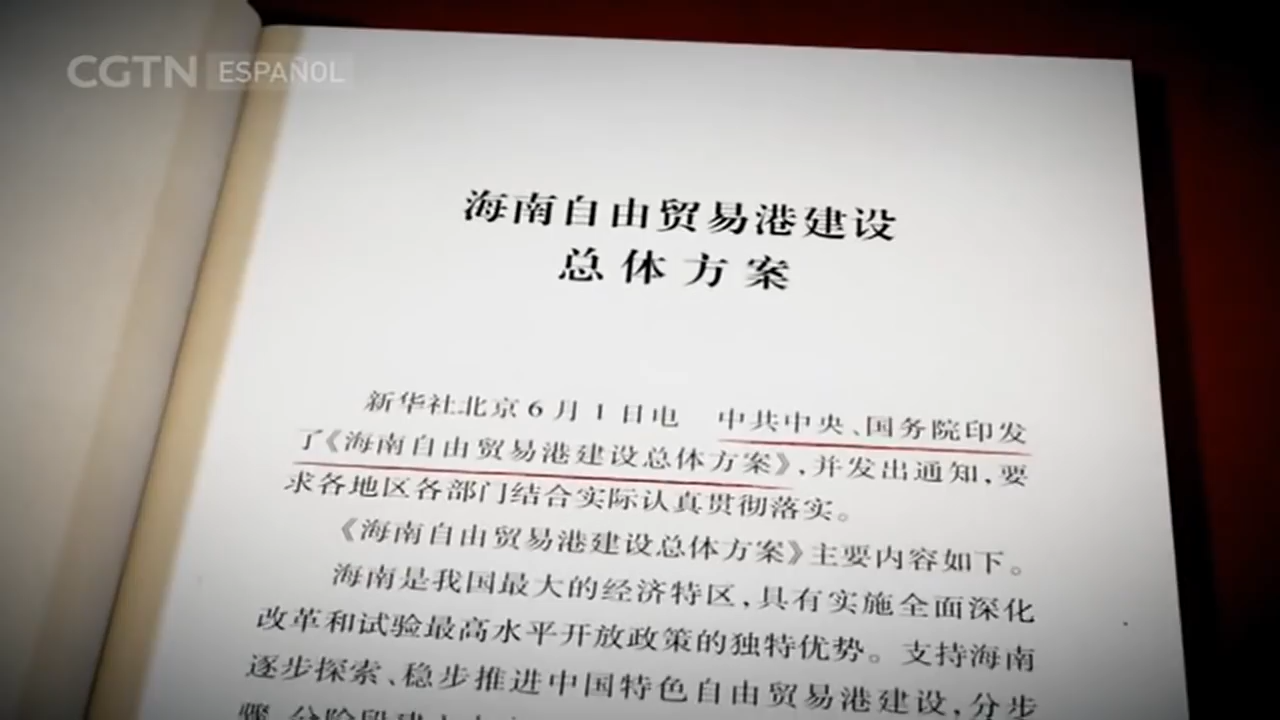 CGTN ESPAÑOL
海南自由贸易港建设
总体方案
新华社北京6月1日电 中共中央、国务院印发
了《海南自由贸易港建设总体方案》,并发出通知,要
求各地区各部门结合实际认真贯彻落实。
《海南自由贸易港建设总体方案》主要内容如下。
海南是我国最大的经济特区,具有实施全面深化
改革和试验最高水平开放政策的独特优势。支持海南
逐步探索、稳步推进中国特色自由贸易港建设,分步
骤、分阶段建